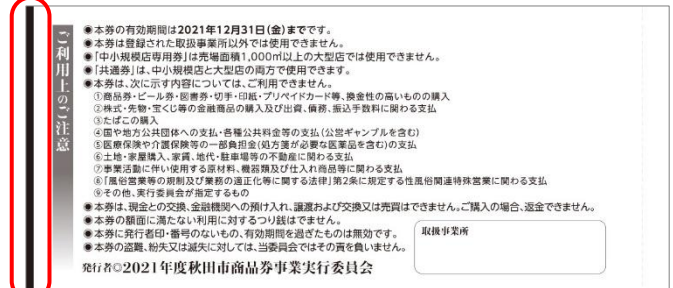 ご利用上のご注意
●本券の有効期間は2021年12月31日(金)までです。
●本券は登録された取扱事業所以外では使用できません。
●「中小規模店専用券」は売場面積1,000㎡以上の大型店では使用できません。
●「共通券」は、中小規模店と大型店の両方で使用できます。
●本券は、次に示す内容については、ご利用できません。
①商品券・ビール券・図書券・切手・印紙・プリペイドカード等、換金性の高いものの購入
②株式・先物・宝くじ等の金融商品の購入及び出資、債務、振込手数料に関わる支払
③たばこの購入
④国や地方公共団体への支払・各種公共料金等の支払(公営ギャンブルを含む)
⑤医療保険や介護保険等の一部負担金(処方箋が必要な医薬品を含む)の支払
⑥土地・家屋購入、家賃、地代・駐車場等の不動産に関わる支払
⑦事業活動に伴い使用する原材料、機器類及び仕入れ商品等に関わる支払
⑧「風俗営業等の規制及び業務の適正化等に関する法律」第2条に規定する性風俗関連特殊営業に関わる支払
⑨その他、実行委員会が指定するもの
●本券は、現金との交換、金融機関への預け入れ、譲渡および交換又は売買はできません。ご購入の場合、返金できません。
●本券の額面に満たない利用に対するつり銭はでません。
●本券に発行者印・番号のないもの、有効期間を過ぎたものは無効です。
●本券の盗難、紛失又は滅失に対しては、当委員会ではその責を負いません。
取扱事業所
発行者©2021年度秋田市商品券事業実行委員会